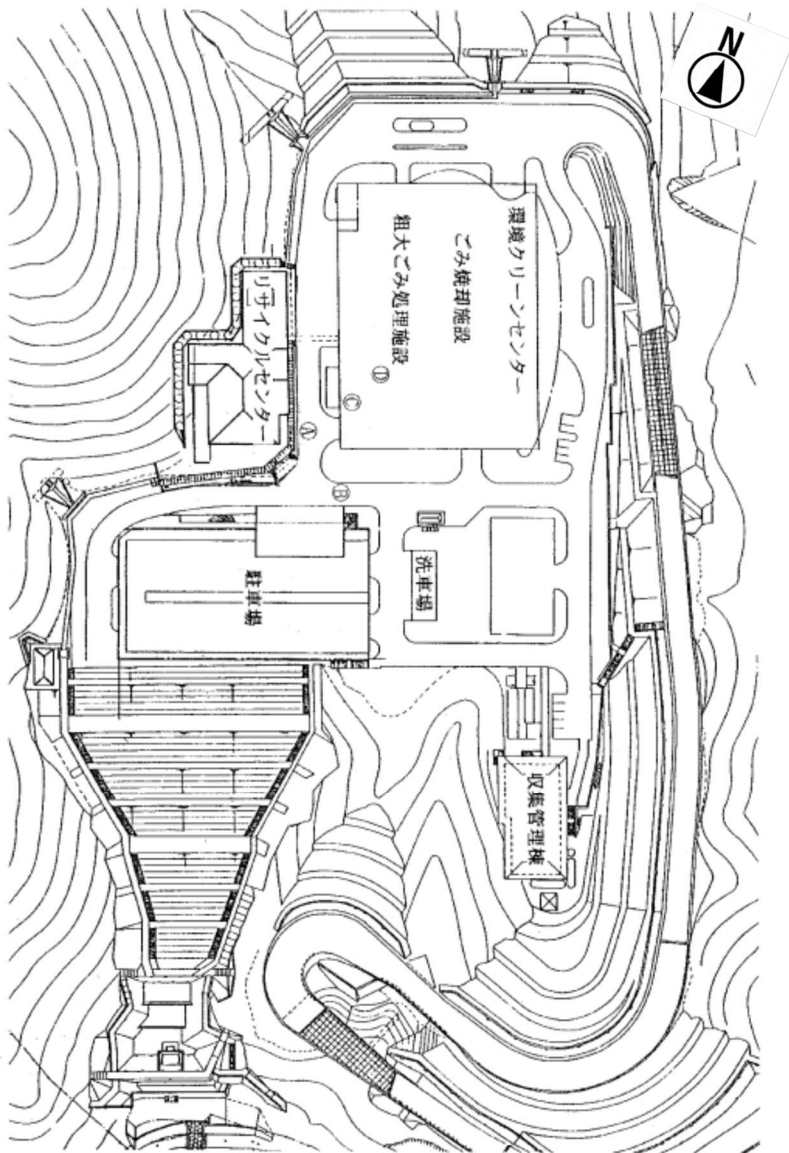 N
環境クリーンセンター
ごみ焼却施設
粗大ごみ処理施設
リサイクルセンター
Ⓓ
Ⓒ
Ⓐ
Ⓑ
洗車場
駐車場
収集管理棟